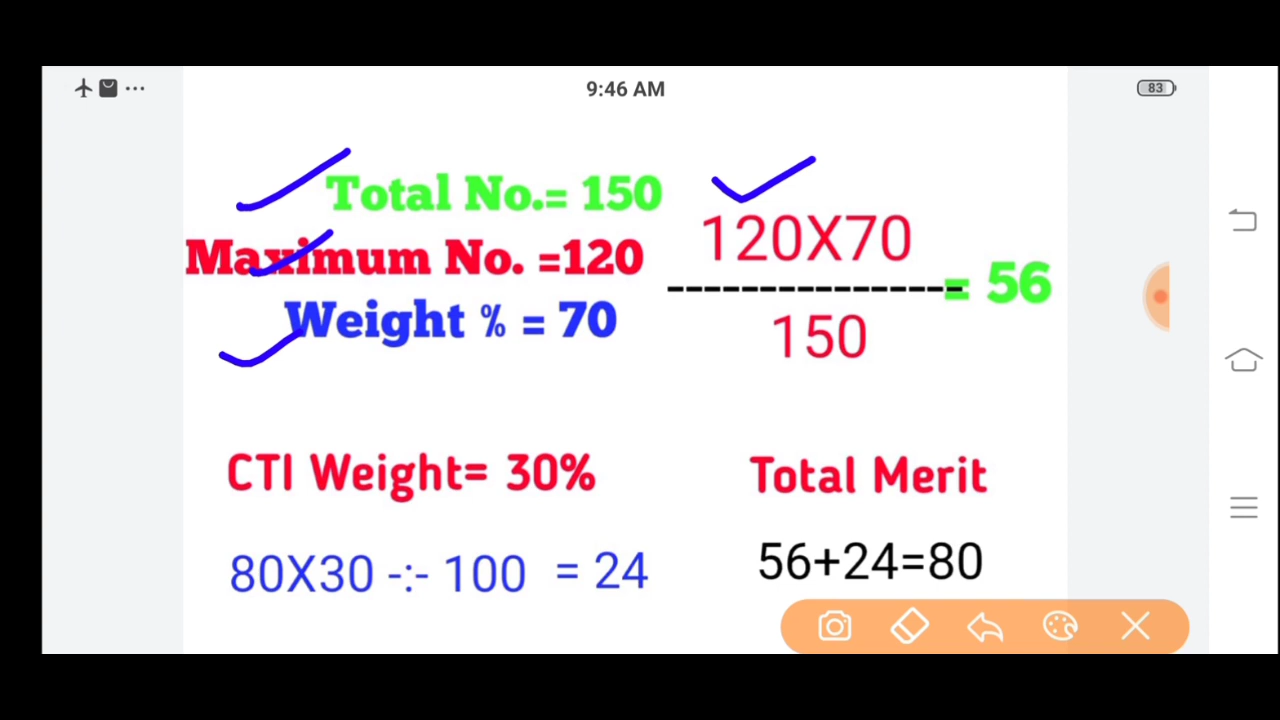 9:46 AM
83
Total No.= 150
Maximum No. =120
Weight % = 70
120X70
--------------- = 56
150
CTI Weight= 30%
80X30 -:- 100 = 24
Total Merit
56+24=80